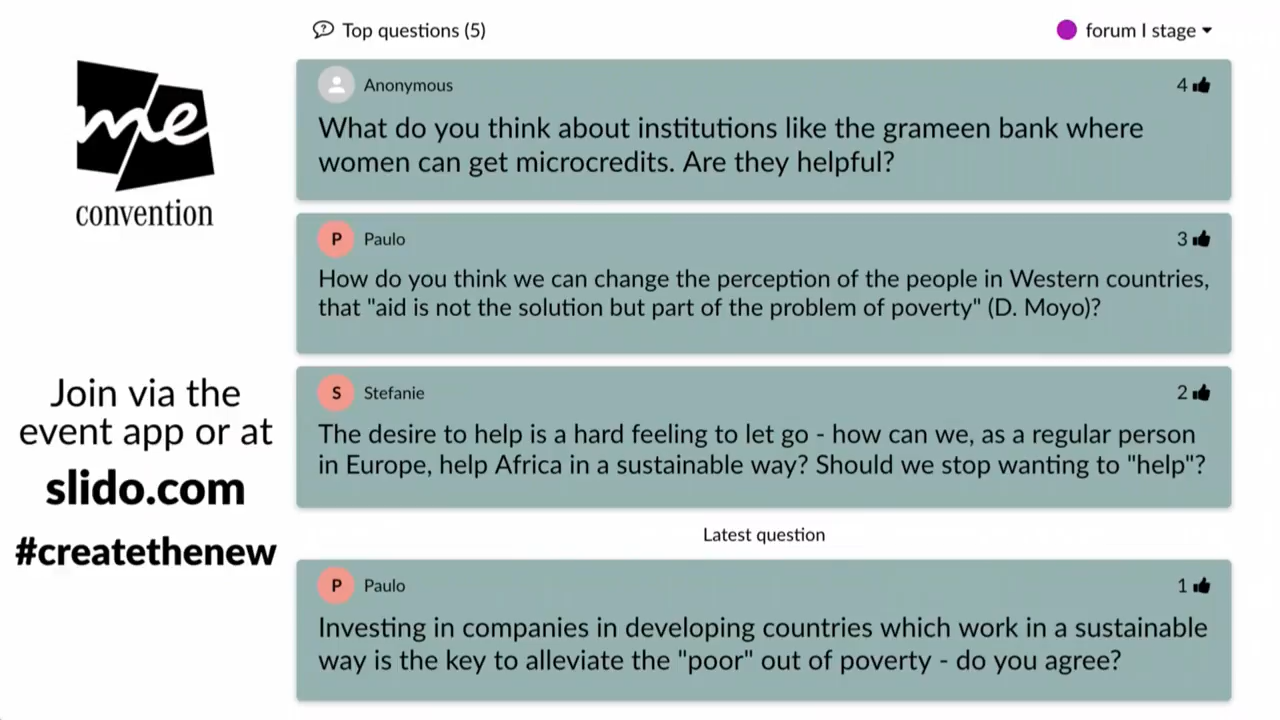 me
convention
Join via the
event app or at
slido.com
#createthenew
Top questions (5)
forum I stage
Anonymous
4
What do you think about institutions like the grameen bank where
women can get microcredits. Are they helpful?
P
Paulo
3
How do you think we can change the perception of the people in Western countries,
that "aid is not the solution but part of the problem of poverty" (D. Moyo)?
S
Stefanie
2
The desire to help is a hard feeling to let go - how can we, as a regular person
in Europe, help Africa in a sustainable way? Should we stop wanting to "help"?
Latest question
P
Paulo
1
Investing in companies in developing countries which work in a sustainable
way is the key to alleviate the "poor" out of poverty - do you agree?